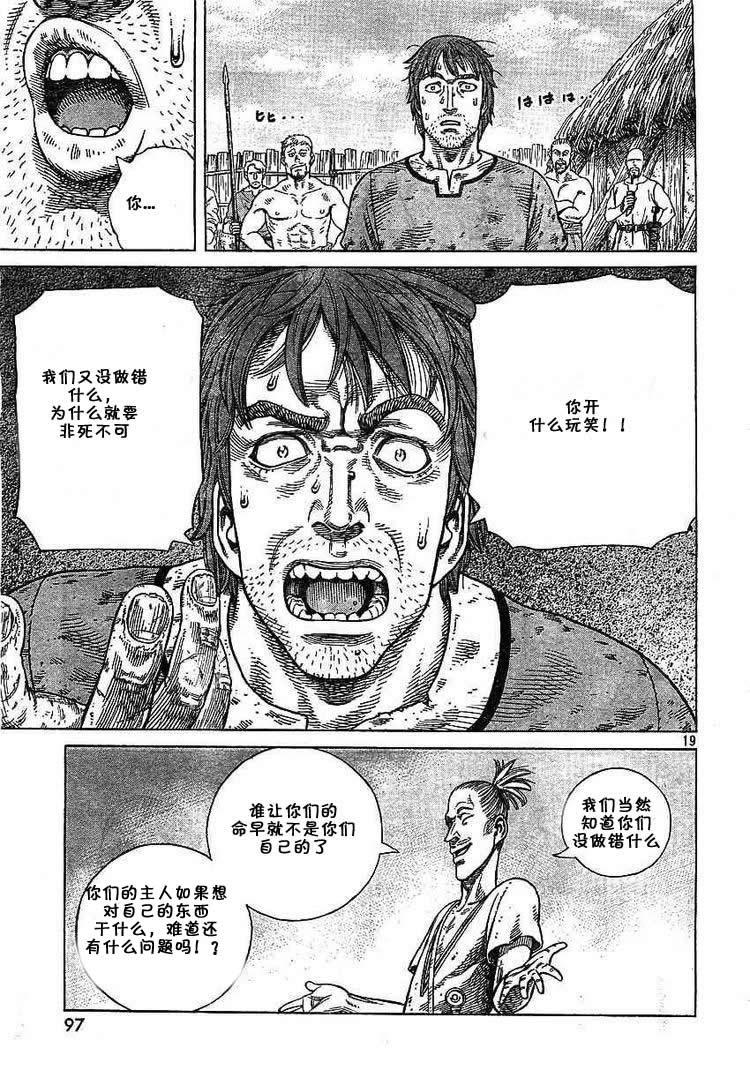 ははは..
ヒヒ...
你...
你开
什么玩笑！！
我们又没做错
什么，
为什么就要
非死不可
19
我们当然
知道你们
没做错什么
谁让你们的
命早就不是你们
自己的了
你们的主人如果想
对自己的东西
干什么，难道还
有什么问题吗！？
97